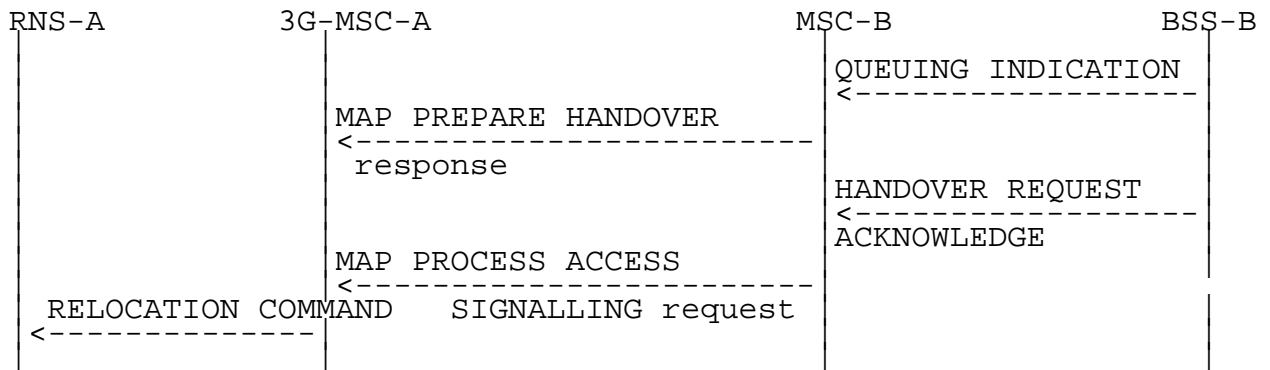 RNS-A 3G-MSC-A MSC-B BSS-B
QUEUING INDICATION
MAP PREPARE HANDOVER
response
HANDOVER REQUEST
ACKNOWLEDGE
MAP PROCESS ACCESS
RELOCATION COMMAND SIGNALLING request